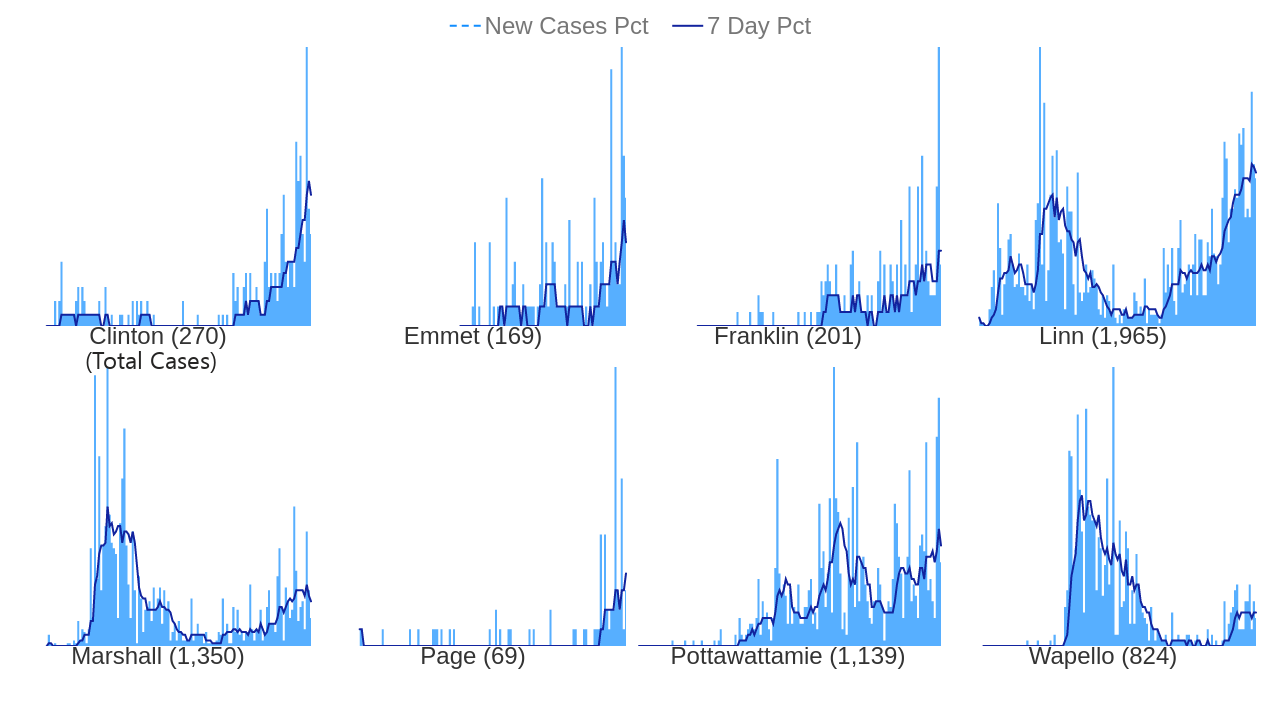 New Cases Pct 7 Day Pct
Clinton (270) Emmet (169) Franklin (201) Linn (1,965)
(Total Cases)
Marshall (1,350) Page (69) Pottawattamie (1,139) Wapello (824)